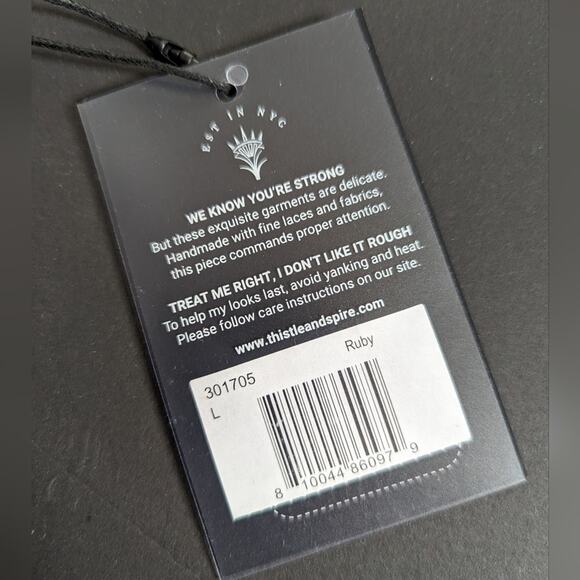 EST IN NYC
WE KNOW YOU'RE STRONG
But these exquisite garments are delicate.
Handmade with fine laces and fabrics,
this piece commands proper attention.
TREAT ME RIGHT, I DON'T LIKE IT ROUGH
To help my looks last, avoid yanking and heat.
Please follow care instructions on our site.
www.thistleandspire.com
301705 Ruby
L
8 10044 86097 9